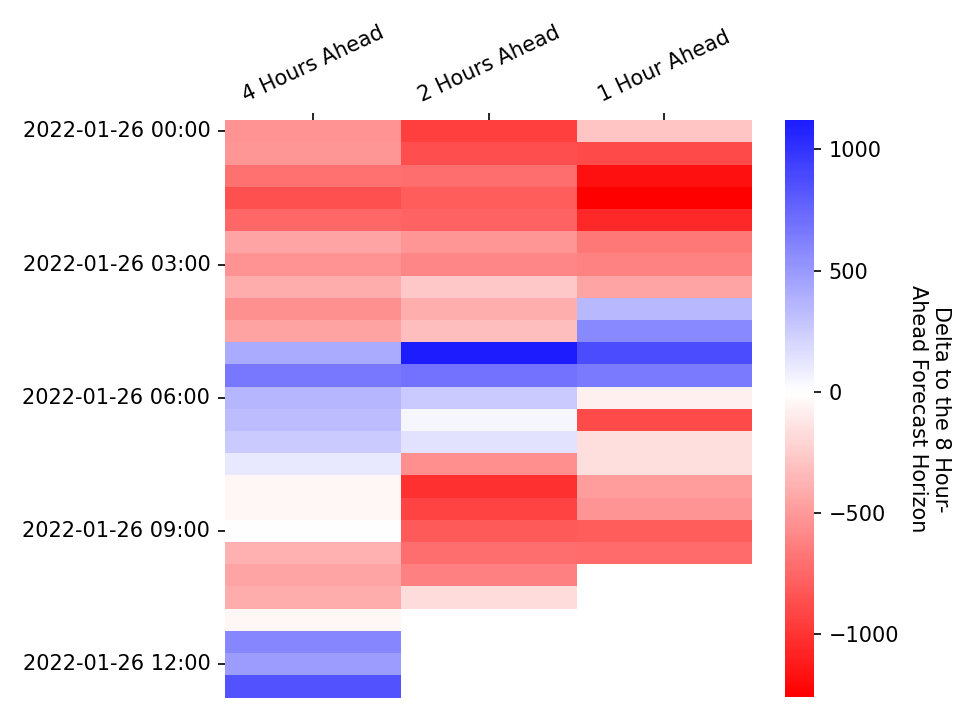 4 Hours Ahead
2 Hours Ahead
1 Hour Ahead
2022-01-26 00:00
2022-01-26 03:00
2022-01-26 06:00
2022-01-26 09:00
2022-01-26 12:00
1000
500
0
−500
−1000
Delta to the 8 Hour-
Ahead Forecast Horizon